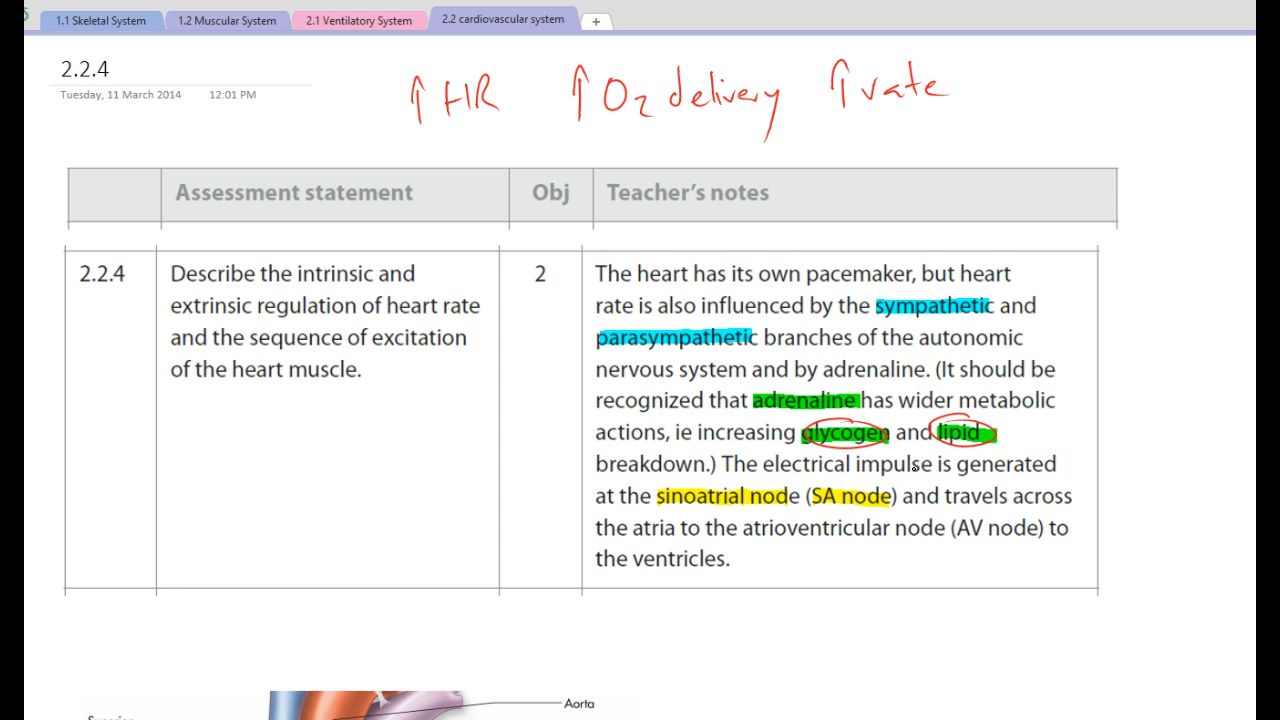 1.1 Skeletal System 1.2 Muscular System 2.1 Ventilatory System 2.2 cardiovascular system +
2.2.4
Tuesday, 11 March 2014 12:01 PM
↑ HR ↑ O2 delivery ↑ rate
Assessment statement Obj Teacher's notes
2.2.4 Describe the intrinsic and 2 The heart has its own pacemaker, but heart
extrinsic regulation of heart rate rate is also influenced by the sympathetic and
and the sequence of excitation parasympathetic branches of the autonomic
of the heart muscle. nervous system and by adrenaline. (It should be
recognized that adrenaline has wider metabolic
actions, ie increasing glycogen and lipid
breakdown.) The electrical impulse is generated
at the sinoatrial node (SA node) and travels across
the atria to the atrioventricular node (AV node) to
the ventricles.
Aorta